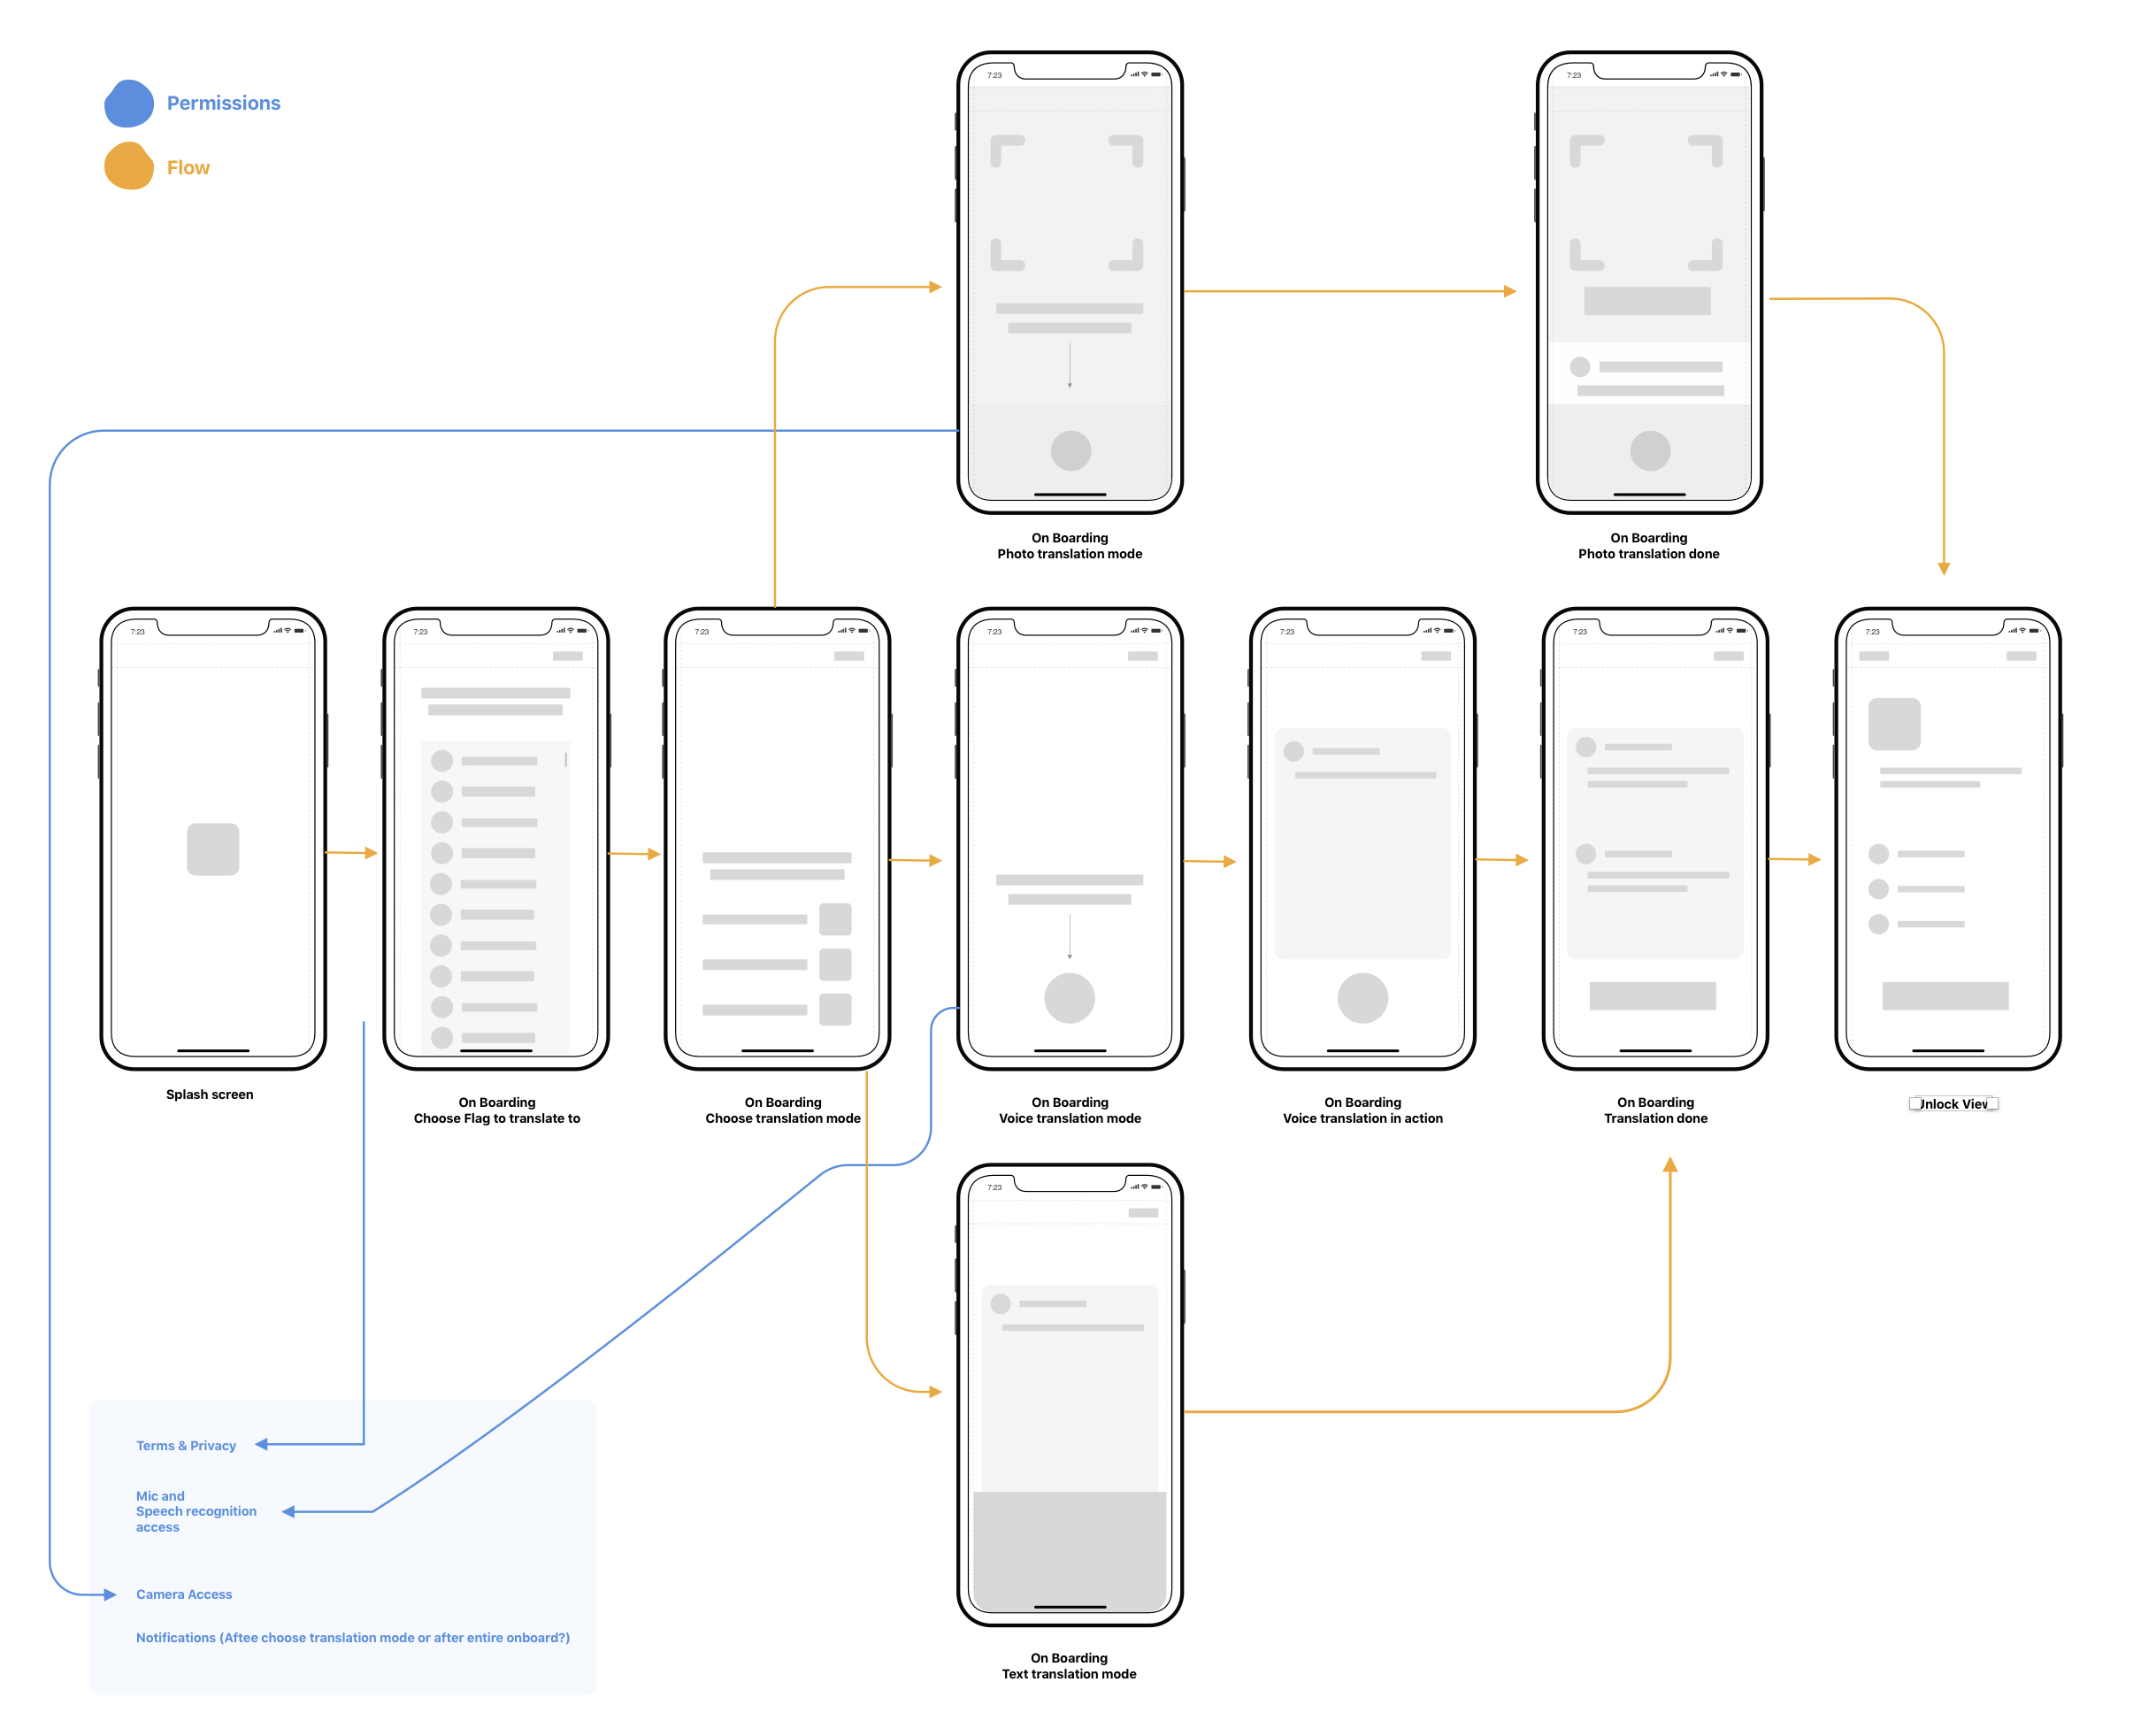 Permissions
Flow
7:23
7:23
On Boarding
Photo translation mode
On Boarding
Photo translation done
7:23
7:23
7:23
7:23
7:23
7:23
7:23
Splash screen
On Boarding
Choose Flag to translate to
On Boarding
Choose translation mode
On Boarding
Voice translation mode
On Boarding
Voice translation in action
On Boarding
Translation done
Unlock View
7:23
Terms & Privacy
Mic and
Speech recognition
access
Camera Access
Notifications (Aftee choose translation mode or after entire onboard?)
On Boarding
Text translation mode